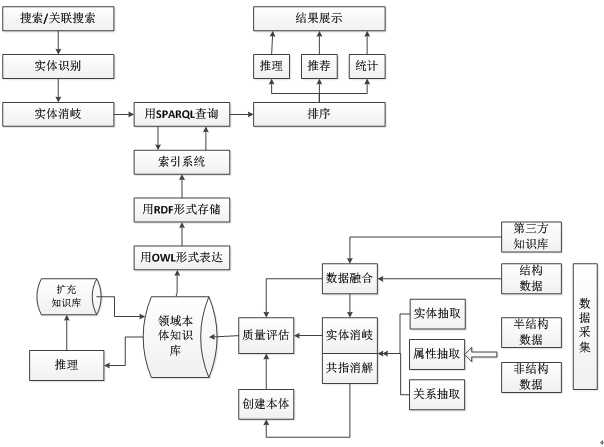 搜索/关联搜索
结果展示
实体识别
推理
推荐
统计
实体消岐
用SPARQL查询
排序
索引系统
用RDF形式存储
用OWL形式表达
第三方
知识库
数据融合
结构
数据
扩充
知识库
领域本
体知识
库
质量评估
实体消岐
共指消解
实体抽取
属性抽取
关系抽取
半结构
数据
非结构
数据
数
据
采
集
推理
创建本体